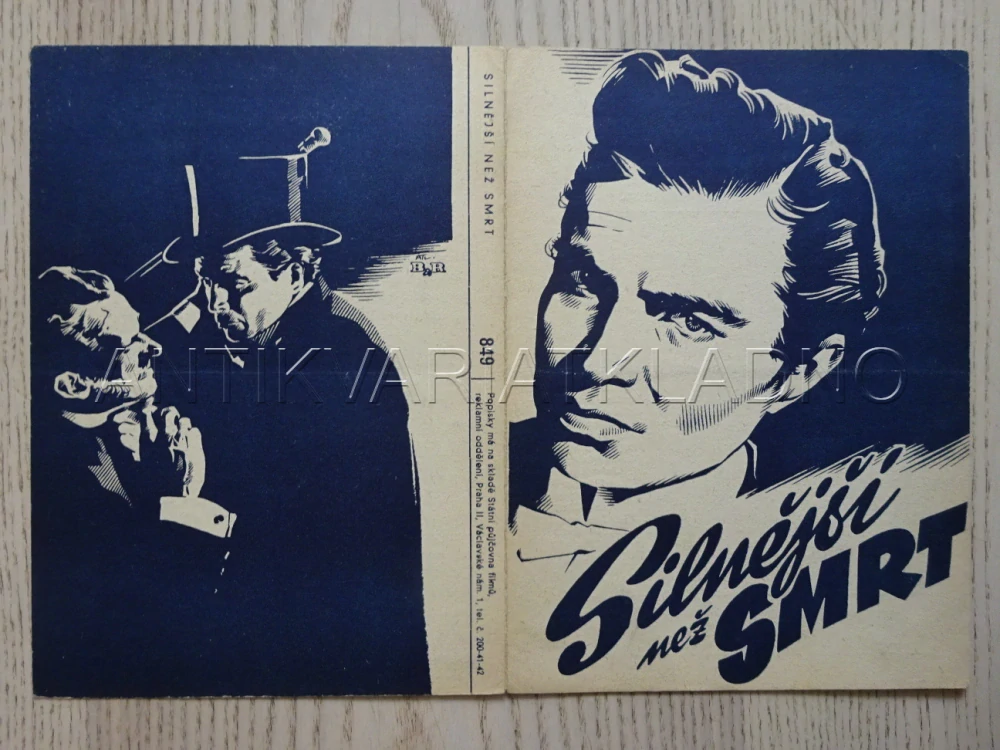 SILNĚJŠÍ NEŽ SMRT
B&R
849
Popisky má na skladě Státní půjčovna filmů,
reklamní oddělení, Praha II, Václavské nám. 1, tel. č. 200-41-42
ANTIKVARIATKLADNO
Silnější
než SMRT